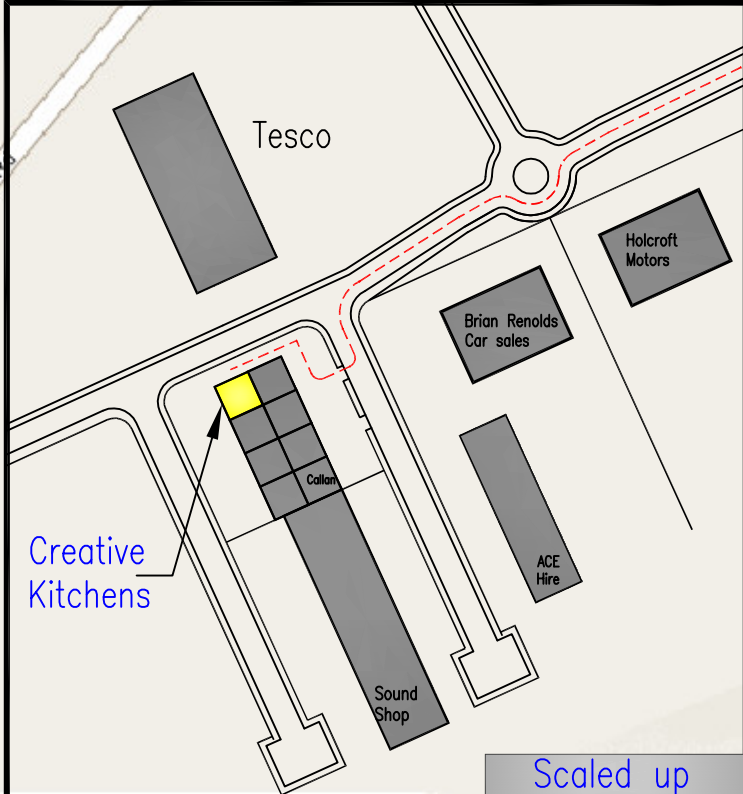 Tesco
Holcroft
Motors
Brian Renolds
Car sales
Callan
Creative
Kitchens
ACE
Hire
Sound
Shop
Scaled up